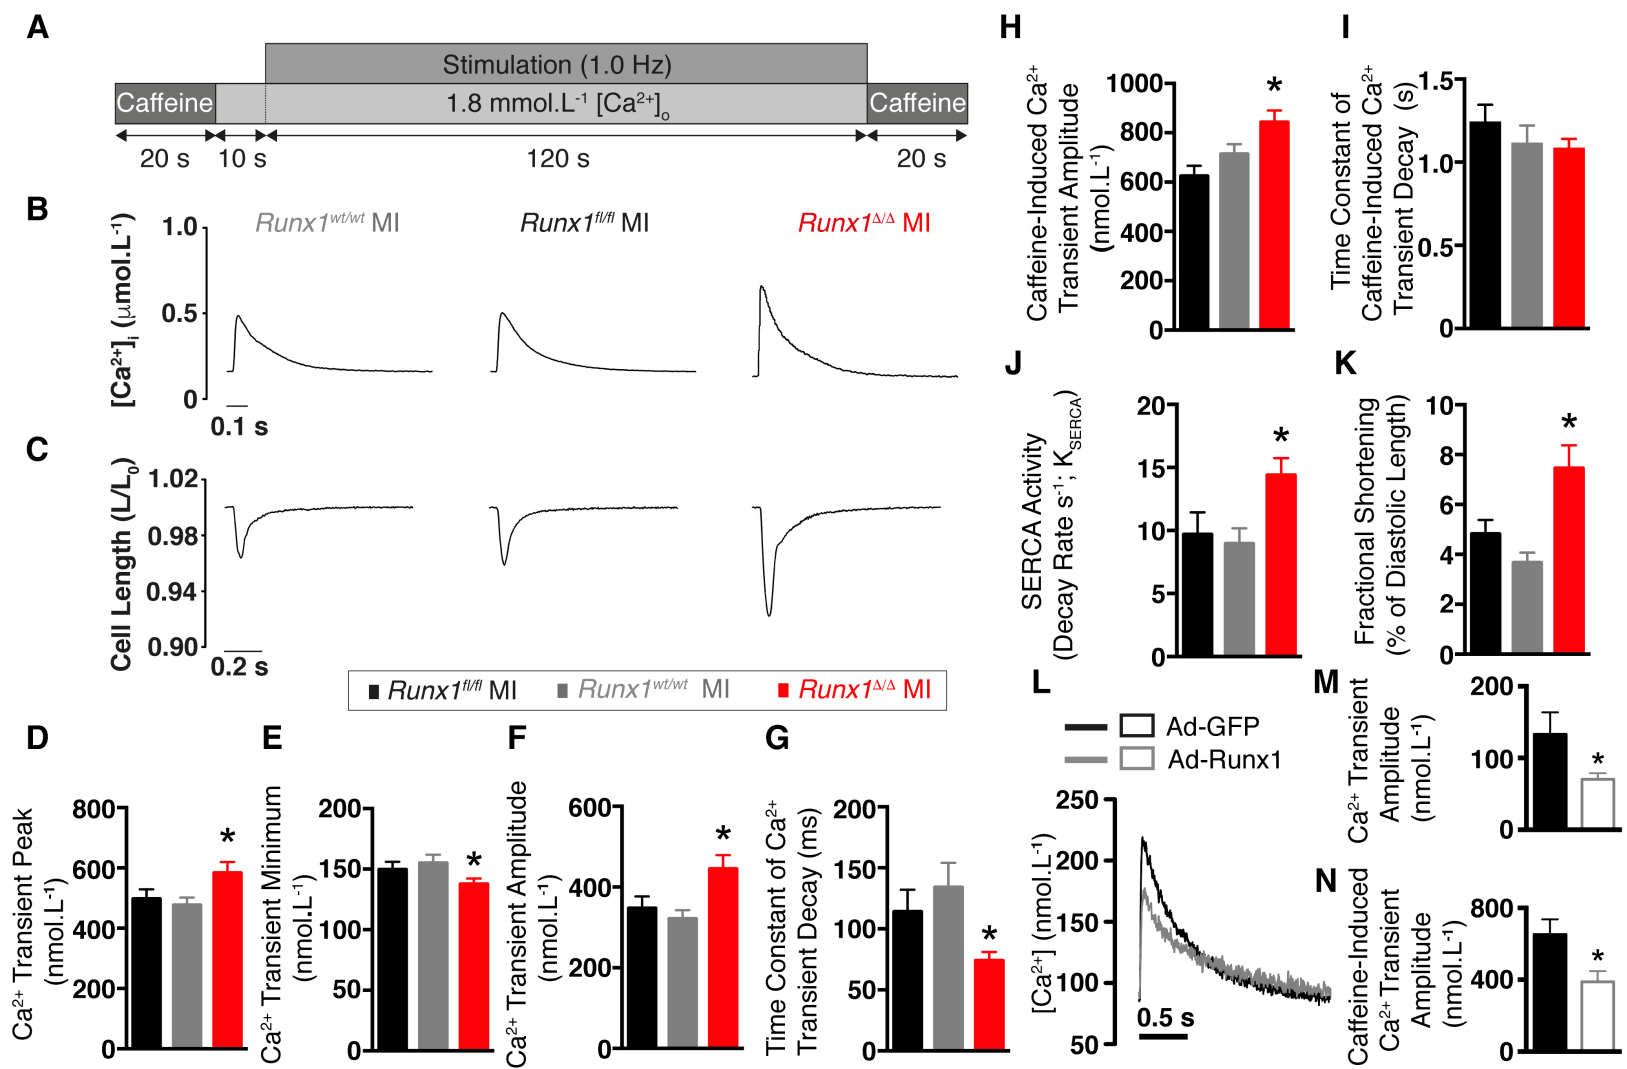 A
Stimulation (1.0 Hz)
Caffeine
1.8 mmol.L-1 [Ca2+]o
Caffeine
20 s
10 s
120 s
20 s
B
[Ca2+]i (μmol.L-1)
1.0
0.5
0
Runx1wt/wt MI
Runx1fl/fl MI
Runx1Δ/Δ MI
0.1 s
C
Cell Length (L/L0)
1.02
0.98
0.94
0.90
0.2 s
Runx1fl/fl MI
Runx1wt/wt MI
Runx1Δ/Δ MI
D
Ca2+ Transient Peak
(nmol.L-1)
800
600
400
200
0
*
E
Ca2+ Transient Minimum
(nmol.L-1)
200
150
100
50
0
*
F
Ca2+ Transient Amplitude
(nmol.L-1)
600
400
200
0
*
G
Time Constant of Ca2+
Transient Decay (ms)
200
150
100
50
0
*
H
Caffeine-Induced Ca2+
Transient Amplitude
(nmol.L-1)
1000
800
600
400
200
0
*
I
Time Constant of
Caffeine-Induced Ca2+
Transient Decay (s)
1.5
1.0
0.5
0
J
SERCA Activity
(Decay Rate s-1; KSERCA)
20
15
10
5
0
*
K
Fractional Shortening
(% of Diastolic Length)
10
8
6
4
2
0
*
L
Ad-GFP
Ad-Runx1
[Ca2+] (nmol.L-1)
250
200
150
100
50
0.5 s
M
Ca2+ Transient
Amplitude
(nmol.L-1)
200
100
0
*
N
Caffeine-Induced
Ca2+ Transient
Amplitude
(nmol.L-1)
800
400
0
*